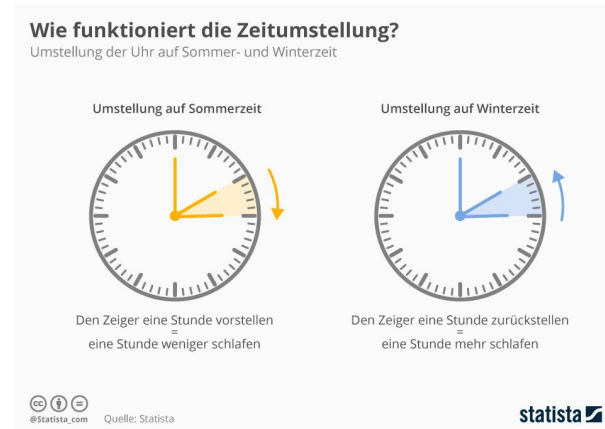 Wie funktioniert die Zeitumstellung?
Umstellung der Uhr auf Sommer- und Winterzeit
Umstellung auf Sommerzeit
Den Zeiger eine Stunde vorstellen
=
eine Stunde weniger schlafen
Umstellung auf Winterzeit
Den Zeiger eine Stunde zurückstellen
=
eine Stunde mehr schlafen
cc
@Statista_com Quelle: Statista
statista